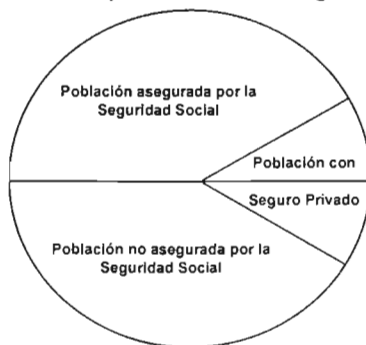 Población asegurada por la
Seguridad Social
Población con
Seguro Privado
Población no asegurada por la
Seguridad Social